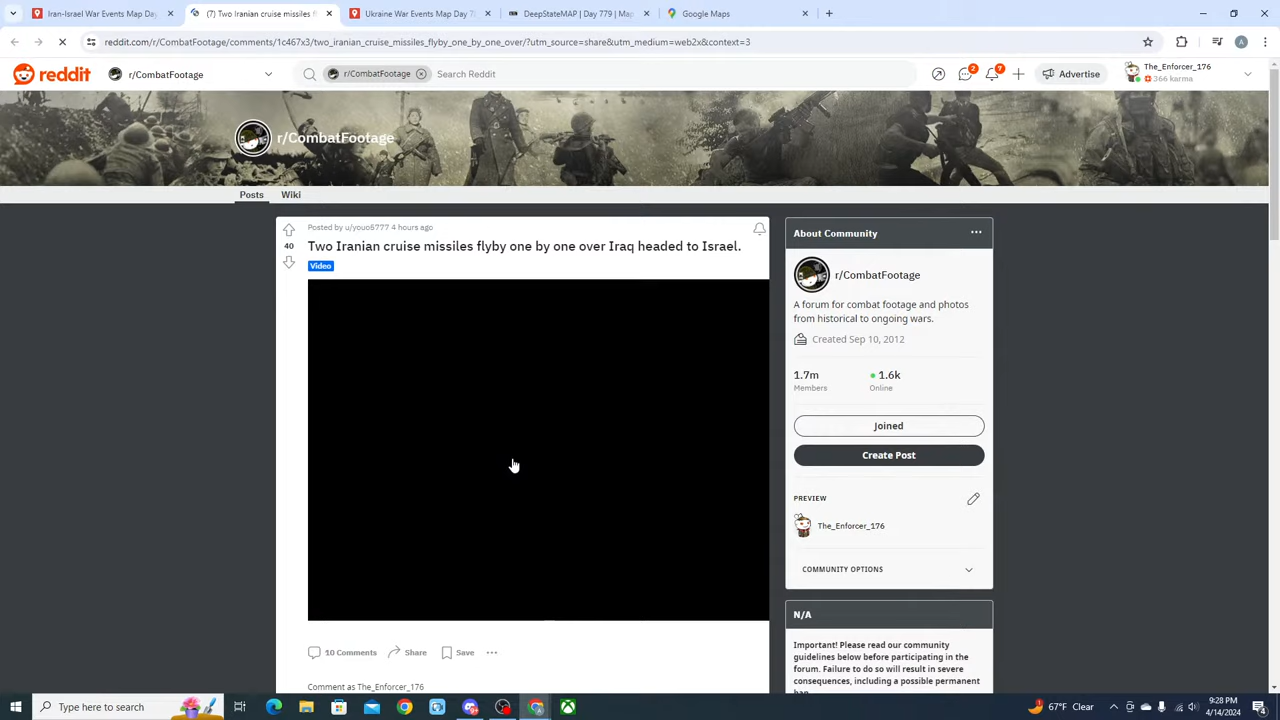 Iran-Israel War Events Map Day
(7) Two Iranian cruise missiles f
Ukraine War Events Map Day 7
DeepStateMAP | Day 779 | Map
Google Maps
reddit.com/r/CombatFootage/comments/1c467x3/two_iranian_cruise_missiles_flyby_one_by_one_over/?utm_source=share&utm_medium=web2x&context=3
A
reddit
r/CombatFootage
r/CombatFootage
Search Reddit
2
7
Advertise
The_Enforcer_176
366 karma
r/CombatFootage
Posts
Wiki
Posted by u/youo5777 4 hours ago
40
Two Iranian cruise missiles flyby one by one over Iraq headed to Israel.
Video
10 Comments
Share
Save
Comment as The_Enforcer_176
About Community
r/CombatFootage
A forum for combat footage and photos
from historical to ongoing wars.
Created Sep 10, 2012
1.7m
1.6k
Members
Online
Joined
Create Post
PREVIEW
The_Enforcer_176
COMMUNITY OPTIONS
N/A
Important! Please read our community
guidelines below before participating in the
forum. Failure to do so will result in severe
consequences, including a possible permanent
ban.
Type here to search
67°F Clear
9:28 PM
4/14/2024